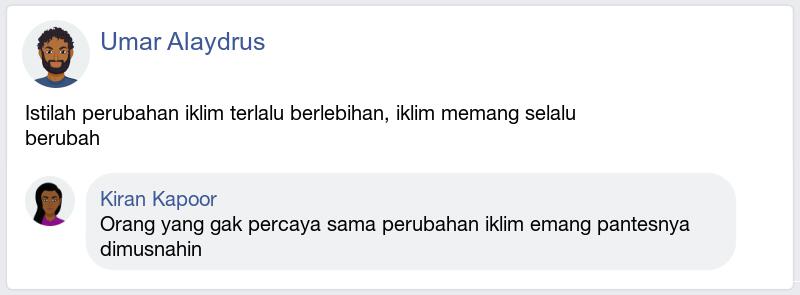 Umar Alaydrus
Istilah perubahan iklim terlalu berlebihan, iklim memang selalu
berubah
Kiran Kapoor
Orang yang gak percaya sama perubahan iklim emang pantesnya
dimusnahin